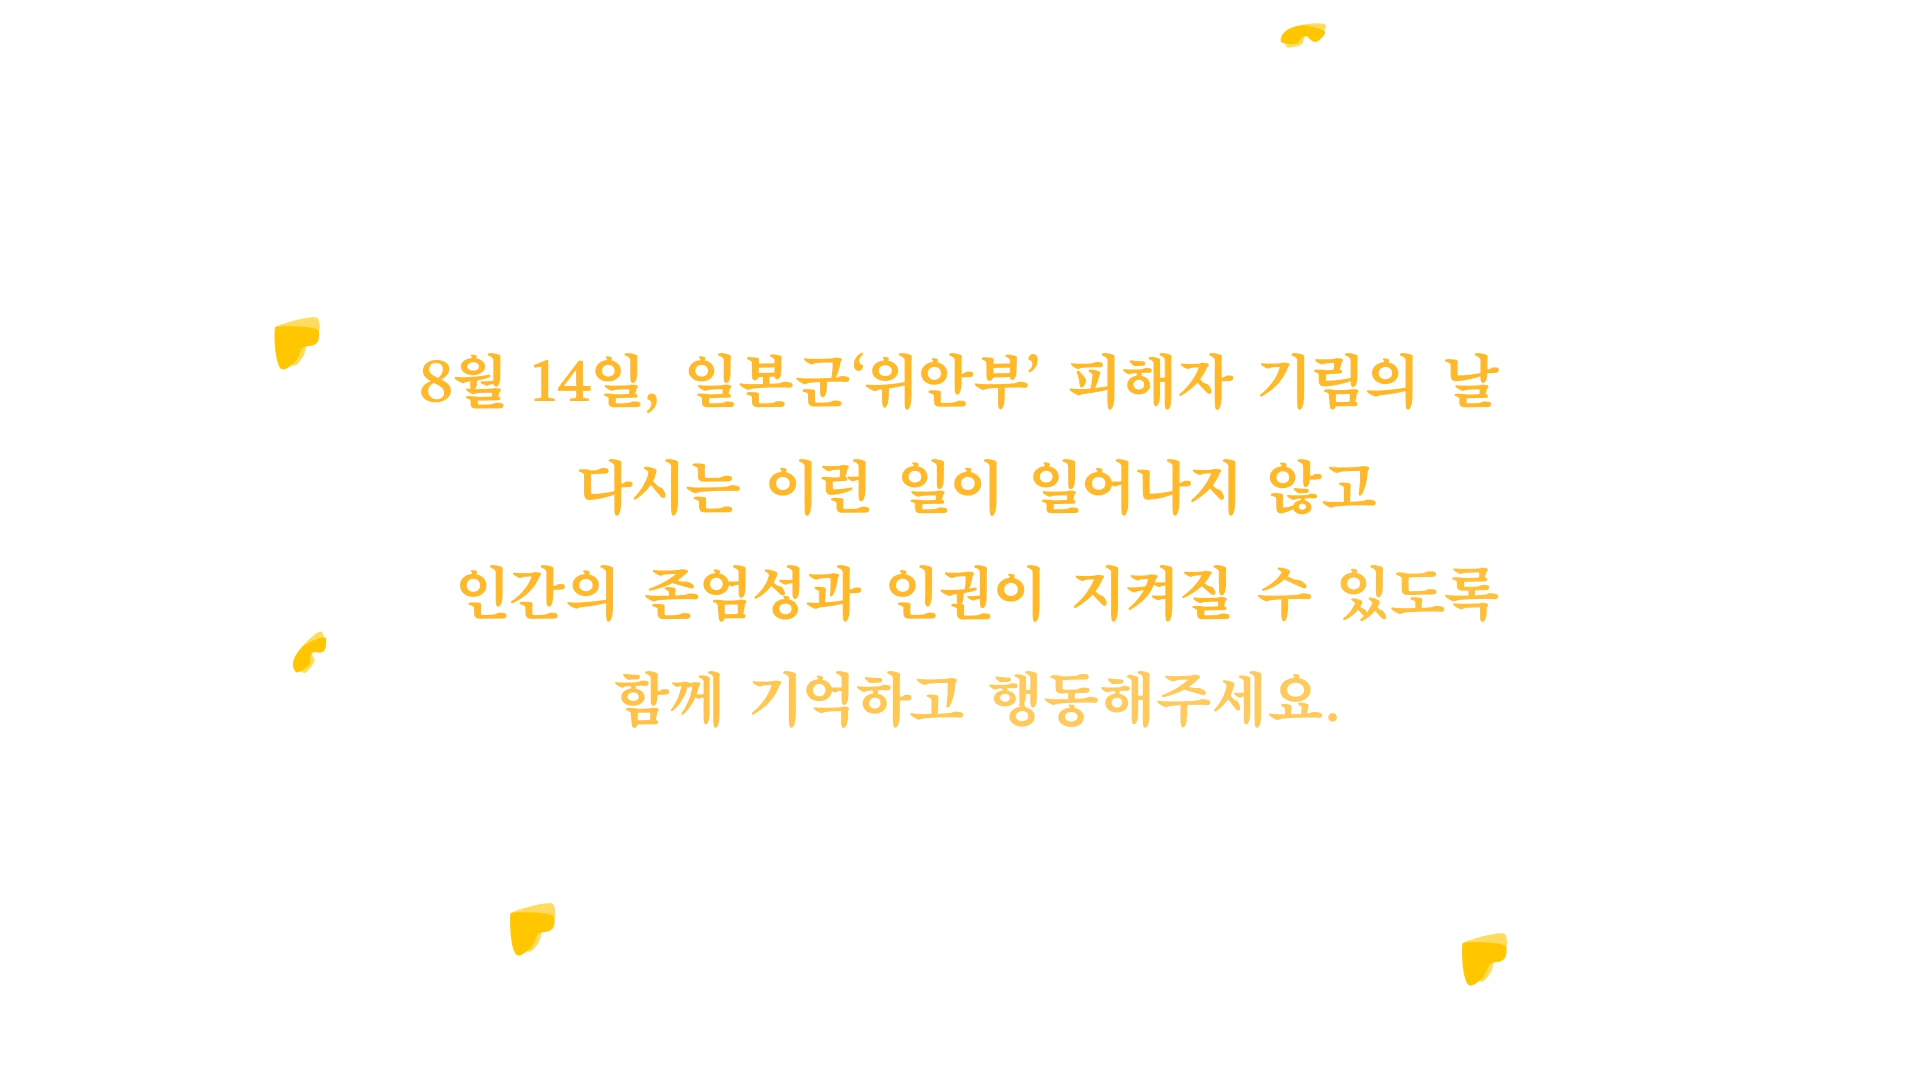 8월 14일, 일본군‘위안부’ 피해자 기림의 날
다시는 이런 일이 일어나지 않고
인간의 존엄성과 인권이 지켜질 수 있도록
함께 기억하고 행동해주세요.